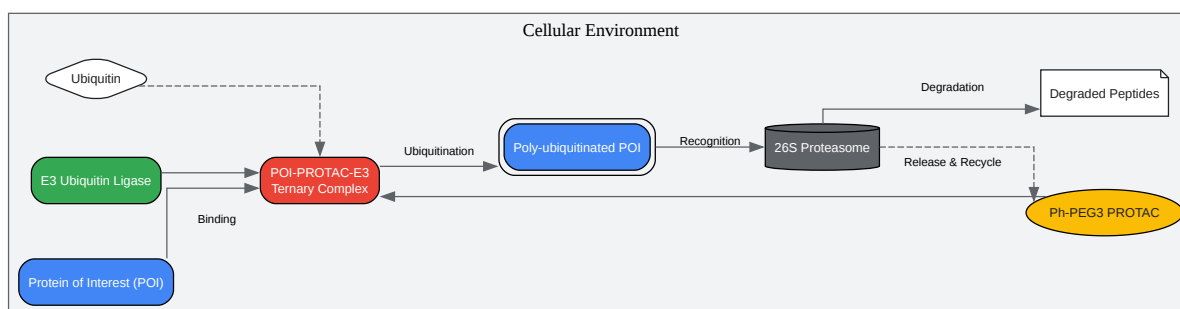 Cellular Environment
Ubiquitin
Degradation
Degraded Peptides
Ubiquitination
Poly-ubiquitinated POI
Recognition
26S Proteasome
Release & Recycle
E3 Ubiquitin Ligase
POI-PROTAC-E3
Ternary Complex
Binding
Ph-PEG3 PROTAC
Protein of Interest (POI)